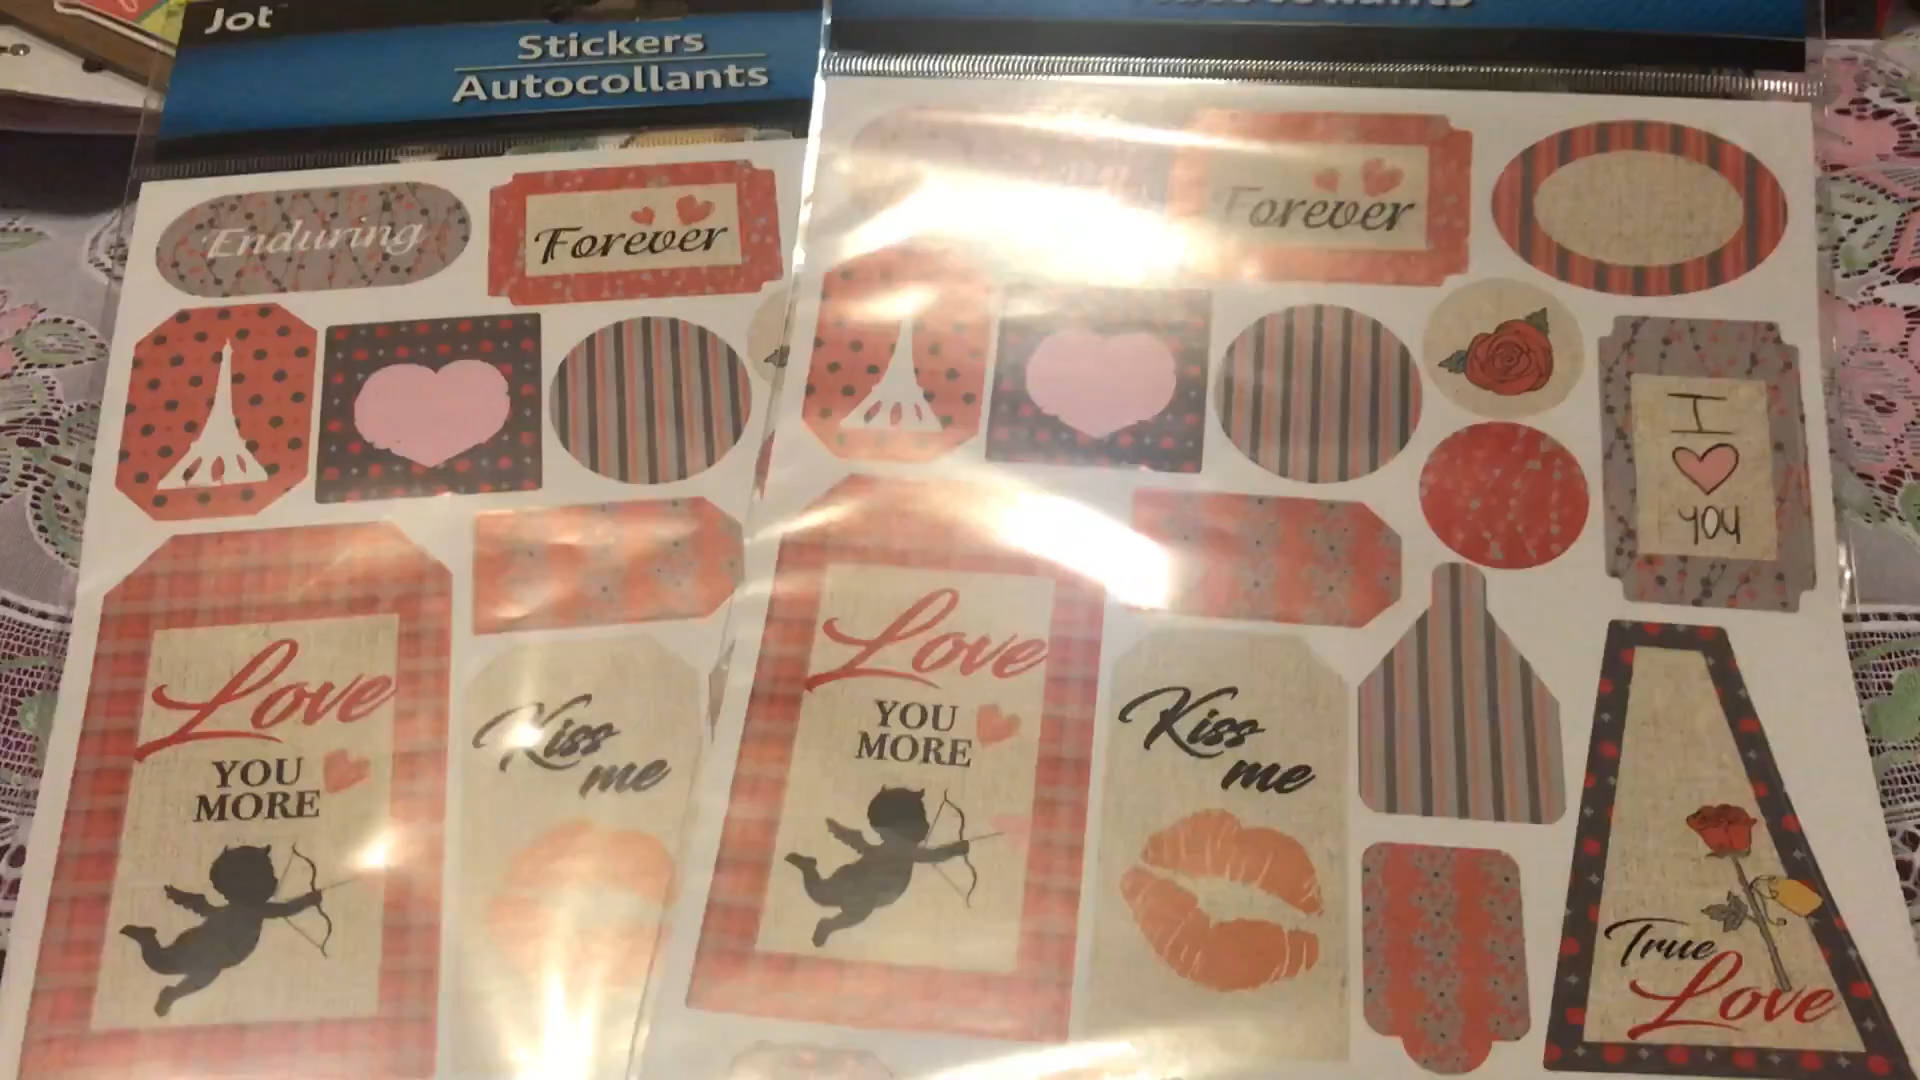 Jot
Stickers
Autocollants
Enduring
Forever
Love
YOU
MORE
Kiss
me
Forever
I
YOU
Love
YOU
MORE
Kiss
me
True
Love